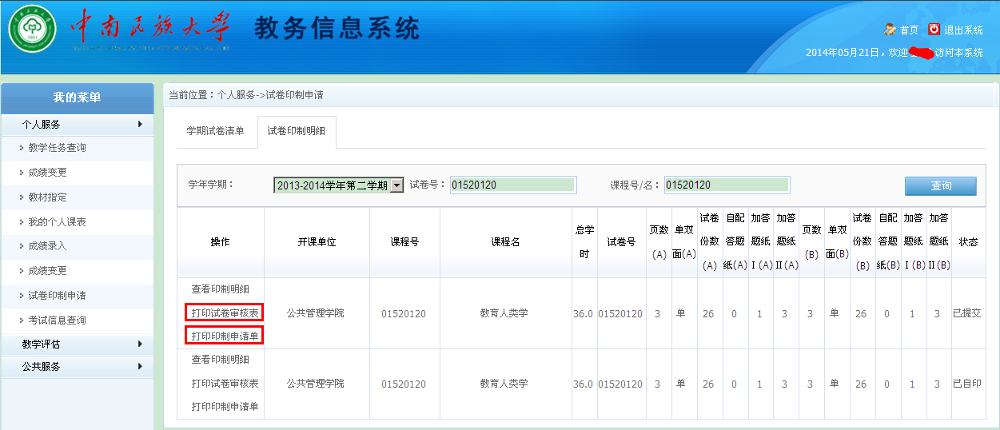 中南民族大学 教务信息系统
首页 退出系统
2014年05月21日，欢迎 访问本系统
我的菜单
个人服务
教学任务查询
成绩变更
教材指定
我的个人课表
成绩录入
成绩变更
试卷印制申请
考试信息查询
教学评估
公共服务
当前位置：个人服务->试卷印制申请
学期试卷清单 试卷印制明细
学年学期： 2013-2014学年第二学期 试卷号： 01520120 课程号/名： 01520120 查询
操作 开课单位 课程号 课程名 总学时 试卷号 页数(A) 单双面(A) 试卷份数(A) 自配答题纸(A) 加答题纸I (A) 加答题纸II (A) 页数(B) 单双面(B) 试卷份数(B) 自配答题纸(B) 加答题纸I (B) 加答题纸II (B) 状态
查看印制明细
打印试卷审核表 公共管理学院 01520120 教育人类学 36.0 01520120 3 单 26 0 1 3 3 单 26 0 1 3 已提交
打印印制申请单
查看印制明细
打印试卷审核表 公共管理学院 01520120 教育人类学 36.0 01520120 3 单 26 0 1 3 3 单 26 0 1 3 已自印
打印印制申请单